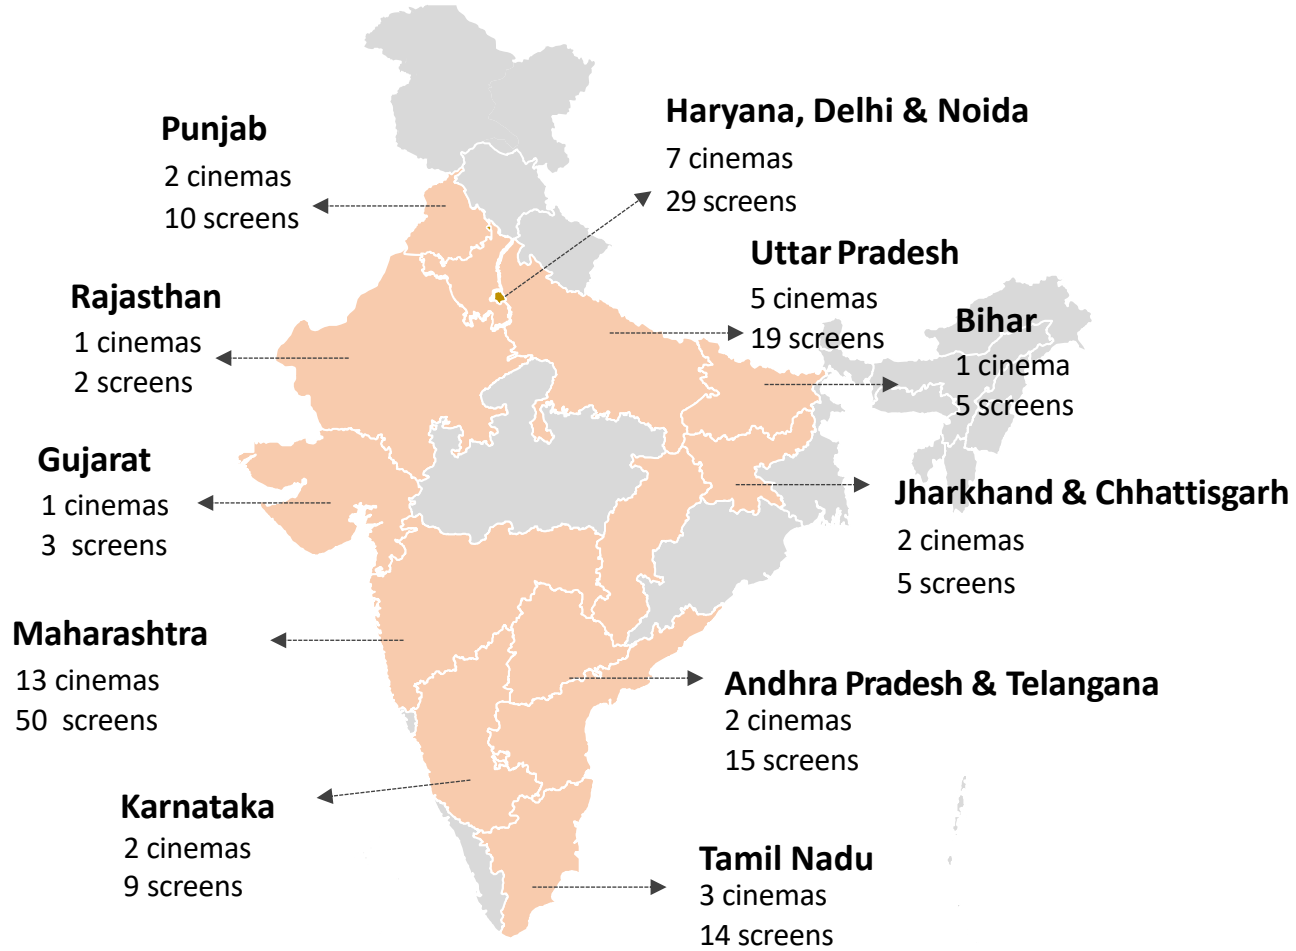 Punjab
2 cinemas
10 screens
Haryana, Delhi & Noida
7 cinemas
29 screens
Uttar Pradesh
5 cinemas
19 screens
Rajasthan
1 cinemas
2 screens
Bihar
1 cinema
5 screens
Gujarat
1 cinemas
3 screens
Jharkhand & Chhattisgarh
2 cinemas
5 screens
Maharashtra
13 cinemas
50 screens
Andhra Pradesh & Telangana
2 cinemas
15 screens
Karnataka
2 cinemas
9 screens
Tamil Nadu
3 cinemas
14 screens